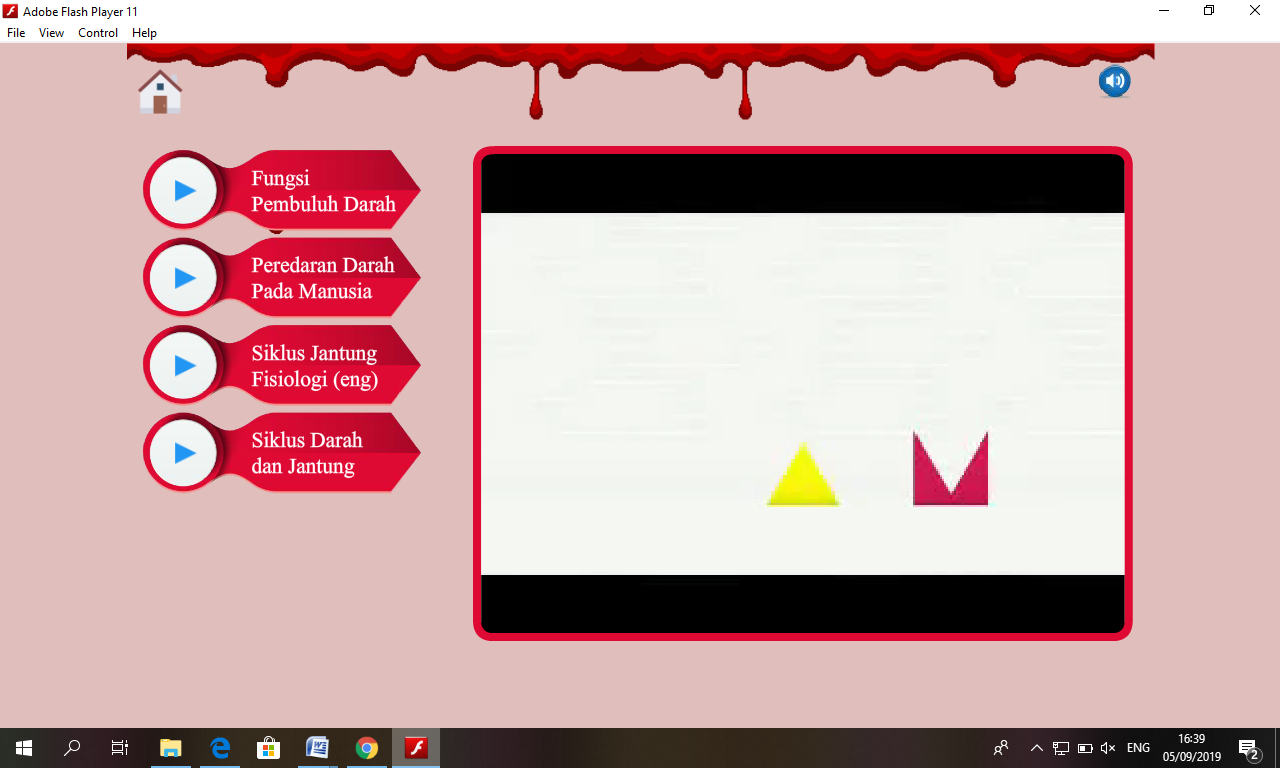 Adobe Flash Player 11
File View Control Help
Fungsi
Pembuluh Darah
Peredaran Darah
Pada Manusia
Siklus Jantung
Fisiologi (eng)
Siklus Darah
dan Jantung
ENG
16:39
05/09/2019
2